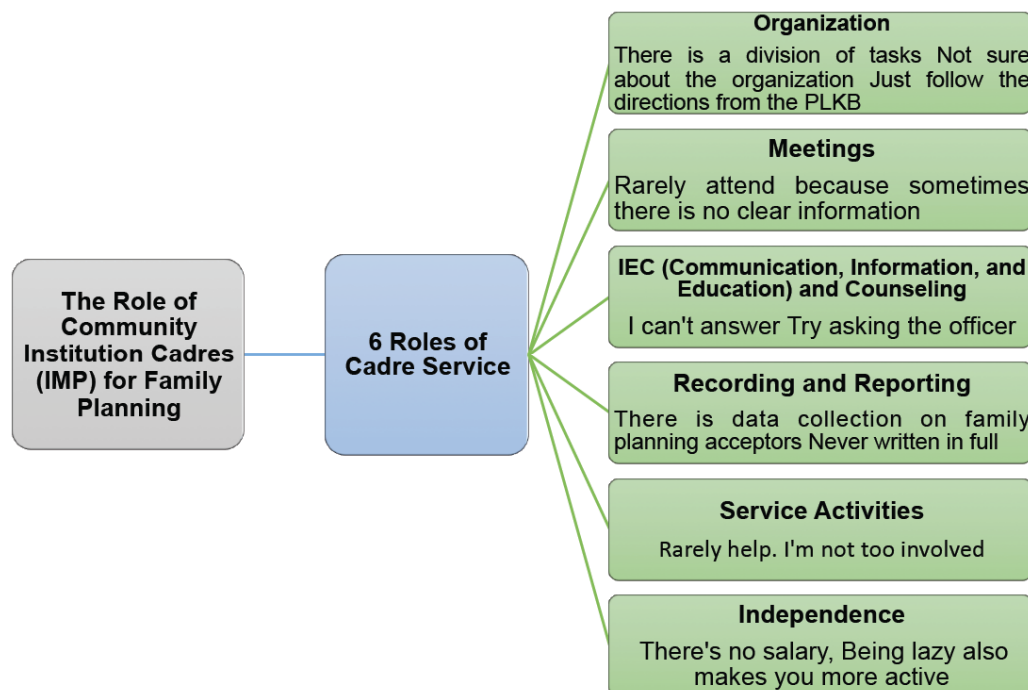 The Role of
Community
Institution Cadres
(IMP) for Family
Planning
6 Roles of
Cadre Service
Organization
There is a division of tasks Not sure
about the organization Just follow the
directions from the PLKB
Meetings
Rarely attend because sometimes
there is no clear information
IEC (Communication, Information, and
Education) and Counseling
I can't answer Try asking the officer
Recording and Reporting
There is data collection on family
planning acceptors Never written in full
Service Activities
Rarely help. I'm not too involved
Independence
There's no salary, Being lazy also
makes you more active